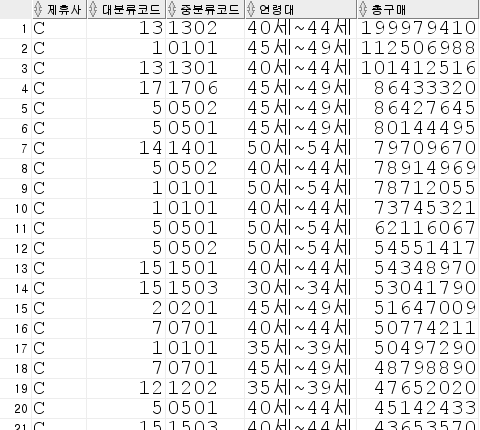 제휴사 대분류코드 중분류코드 연령대 총구매
1 C 13 1302 40세~44세 199979410
2 C 1 0101 45세~49세 112506988
3 C 13 1301 40세~44세 101412516
4 C 17 1706 45세~49세 86433320
5 C 5 0502 45세~49세 86427645
6 C 5 0501 45세~49세 80144495
7 C 14 1401 50세~54세 79709670
8 C 5 0502 40세~44세 78914969
9 C 1 0101 50세~54세 78712055
10 C 1 0101 40세~44세 73745321
11 C 5 0501 50세~54세 62116067
12 C 5 0502 50세~54세 54551417
13 C 15 1501 40세~44세 54348970
14 C 15 1503 30세~34세 53041790
15 C 2 0201 45세~49세 51647009
16 C 7 0701 40세~44세 50774211
17 C 1 0101 35세~39세 50497290
18 C 7 0701 45세~49세 48798890
19 C 12 1202 35세~39세 47652020
20 C 5 0501 40세~44세 45142433
21 C 15 1503 40세~44세 43653570